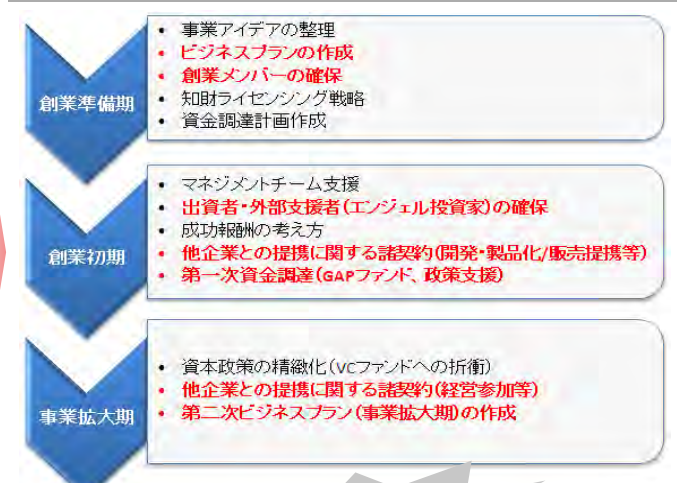 創業準備期
• 事業アイデアの整理
• ビジネスプランの作成
• 創業メンバーの確保
• 知財ライセンシング戦略
• 資金調達計画作成
創業初期
• マネジメントチーム支援
• 出資者・外部支援者(エンジェル投資家)の確保
• 成功報酬の考え方
• 他企業との提携に関する諸契約(開発・製品化/販売提携等)
• 第一次資金調達(GAPファンド、政策支援)
事業拡大期
• 資本政策の精緻化(VCファンドへの折衝)
• 他企業との提携に関する諸契約(経営参加等)
• 第二次ビジネスプラン(事業拡大期)の作成